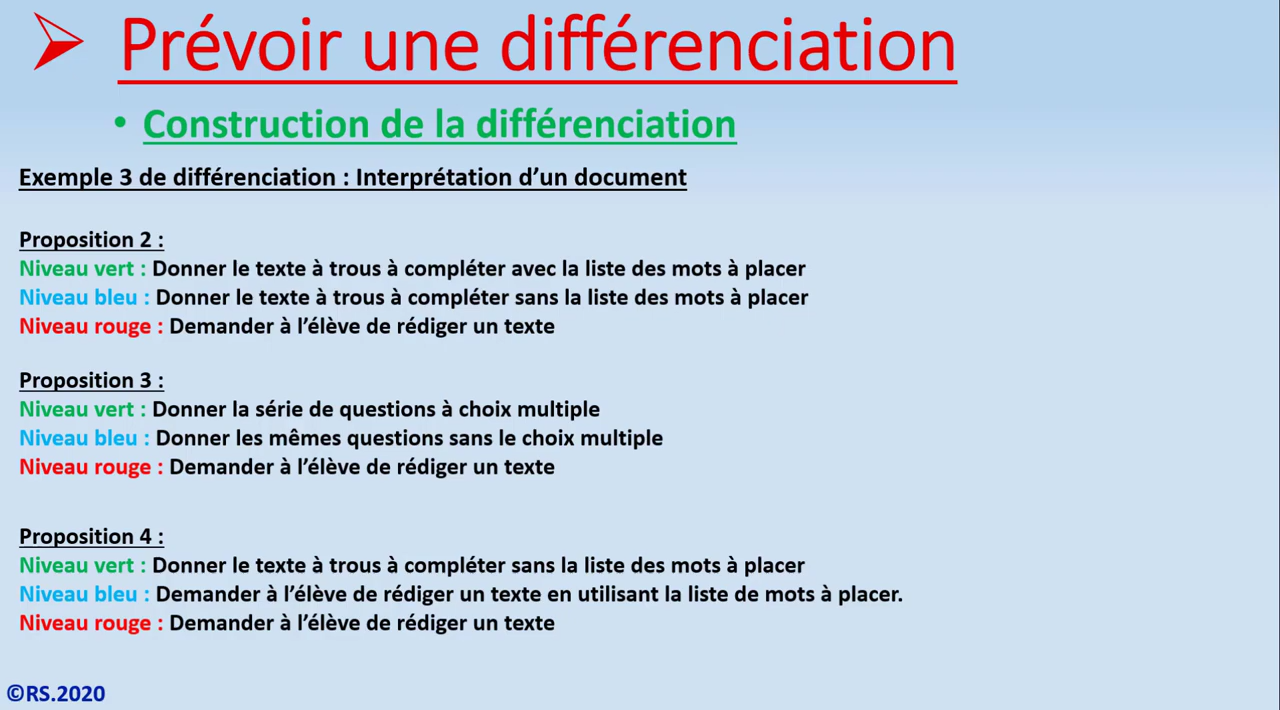 Prévoir une différenciation
• Construction de la différenciation
Exemple 3 de différenciation : Interprétation d’un document
Proposition 2 :
Niveau vert : Donner le texte à trous à compléter avec la liste des mots à placer
Niveau bleu : Donner le texte à trous à compléter sans la liste des mots à placer
Niveau rouge : Demander à l’élève de rédiger un texte
Proposition 3 :
Niveau vert : Donner la série de questions à choix multiple
Niveau bleu : Donner les mêmes questions sans le choix multiple
Niveau rouge : Demander à l’élève de rédiger un texte
Proposition 4 :
Niveau vert : Donner le texte à trous à compléter sans la liste des mots à placer
Niveau bleu : Demander à l’élève de rédiger un texte en utilisant la liste de mots à placer.
Niveau rouge : Demander à l’élève de rédiger un texte
©RS.2020